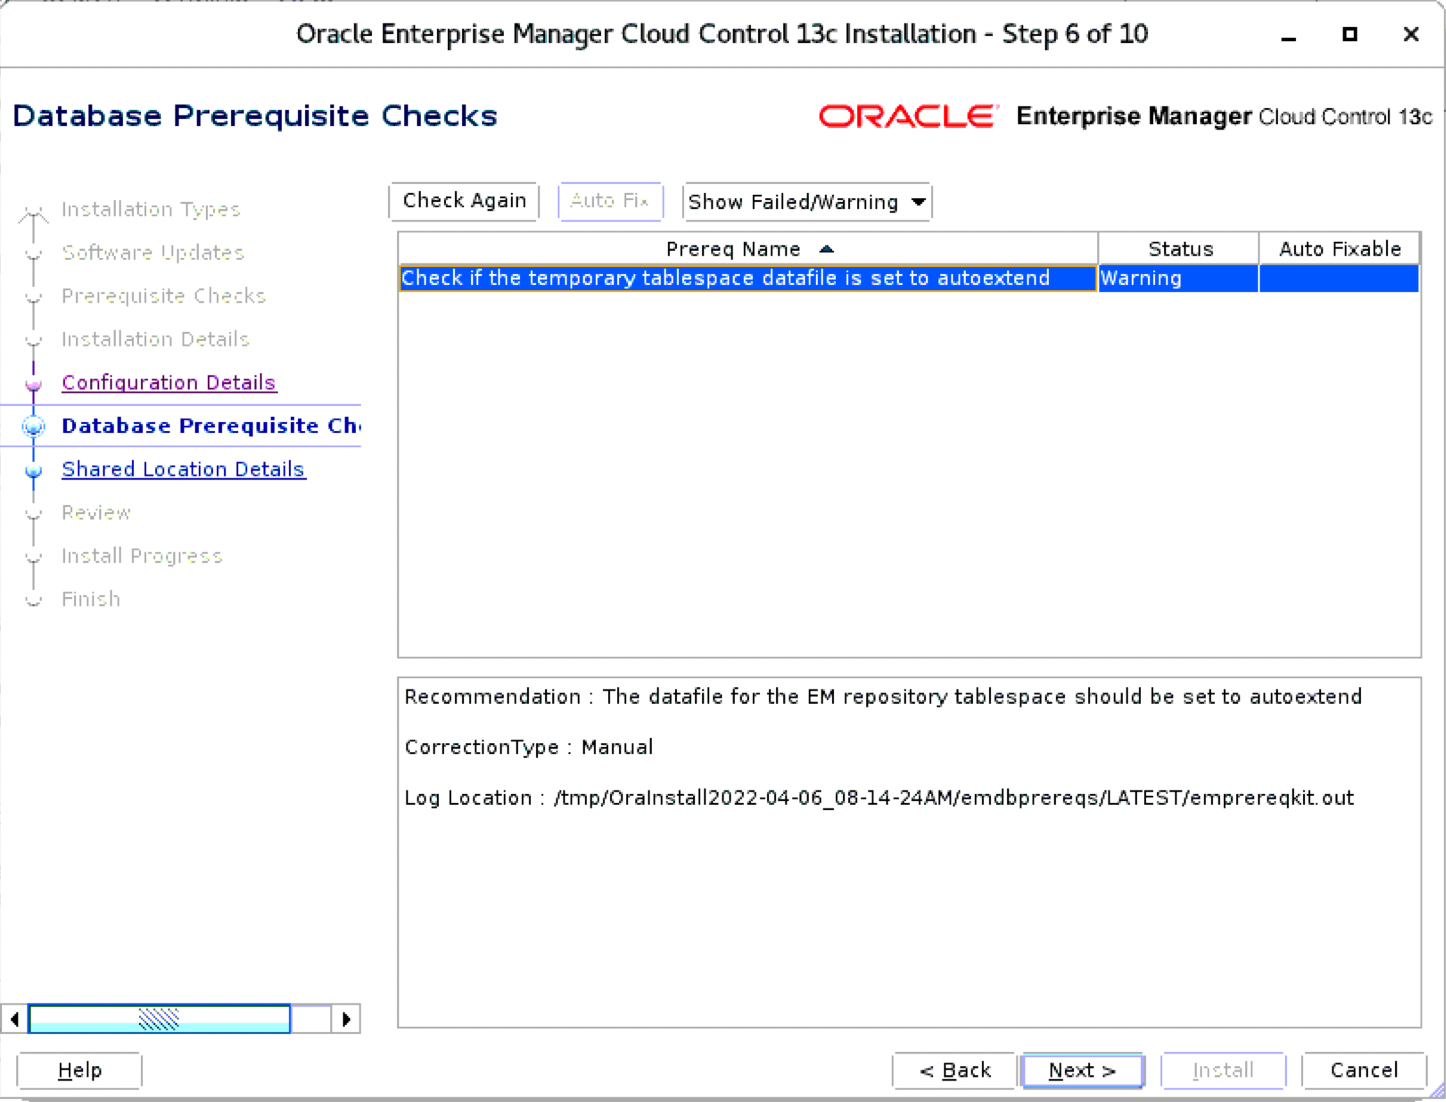 Oracle Enterprise Manager Cloud Control 13c Installation - Step 6 of 10
Database Prerequisite Checks
ORACLE Enterprise Manager Cloud Control 13c
Installation Types
Software Updates
Prerequisite Checks
Installation Details
Configuration Details
Database Prerequisite Ch
Shared Location Details
Review
Install Progress
Finish
Check Again
Auto Fix
Show Failed/Warning
Prereq Name Status Auto Fixable
Check if the temporary tablespace datafile is set to autoextend Warning
Recommendation : The datafile for the EM repository tablespace should be set to autoextend
CorrectionType : Manual
Log Location : /tmp/OraInstall2022-04-06_08-14-24AM/emdbprereqs/LATEST/emprereqkit.out
Help
< Back
Next >
Install
Cancel